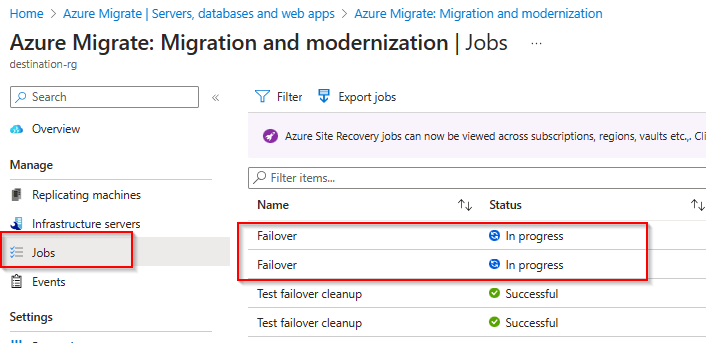 Home > Azure Migrate | Servers, databases and web apps > Azure Migrate: Migration and modernization
Azure Migrate: Migration and modernization | Jobs ...
destination-rg
Search
«
Overview
Manage
Replicating machines
Infrastructure servers
Jobs
Events
Settings
Filter
Export jobs
Azure Site Recovery jobs can now be viewed across subscriptions, regions, vaults etc.,. Cli
Filter items...
Name Status
Failover In progress
Failover In progress
Test failover cleanup Successful
Test failover cleanup Successful